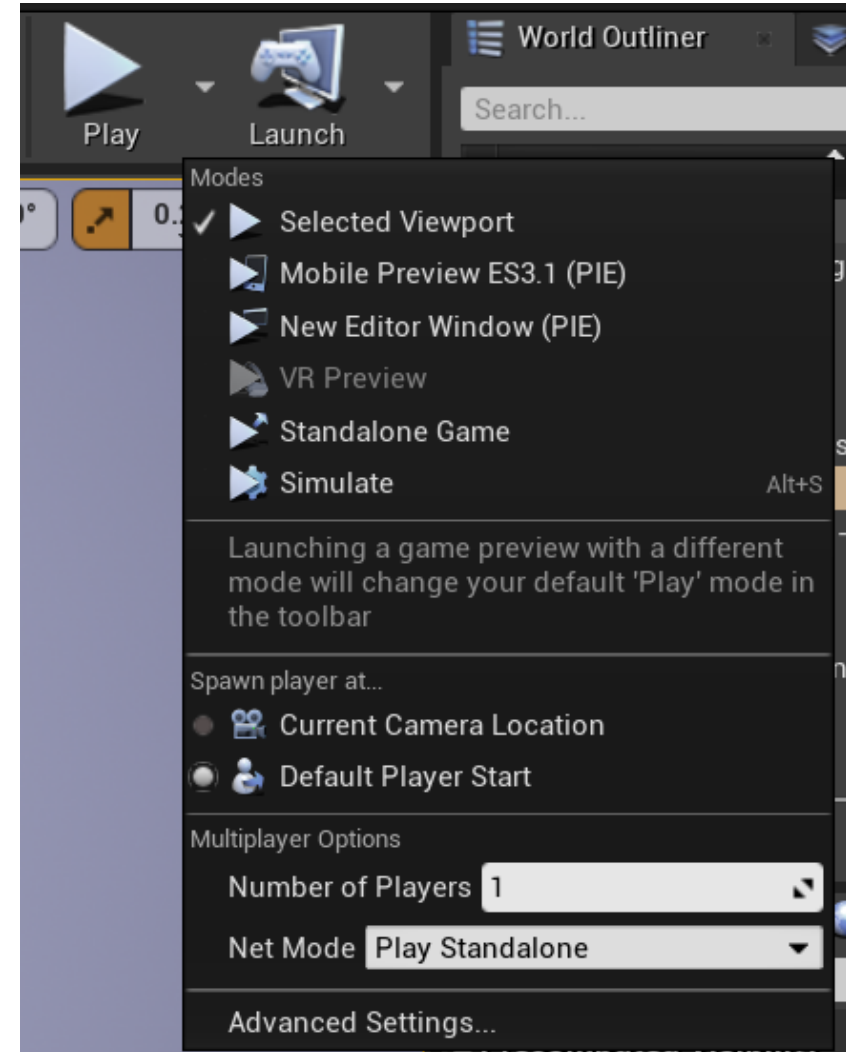 World Outliner
Play
Launch
Search...
Modes
Selected Viewport
Mobile Preview ES3.1 (PIE)
New Editor Window (PIE)
VR Preview
Standalone Game
Simulate Alt+S
Launching a game preview with a different
mode will change your default 'Play' mode in
the toolbar
Spawn player at...
Current Camera Location
Default Player Start
Multiplayer Options
Number of Players 1
Net Mode Play Standalone
Advanced Settings...